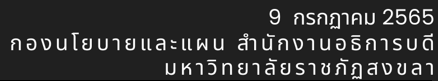 9 กรกฎาคม 2565
กองนโยบายและแผน สำนักงานอธิการบดี
มหาวิทยาลัยราชภัฏสงขลา